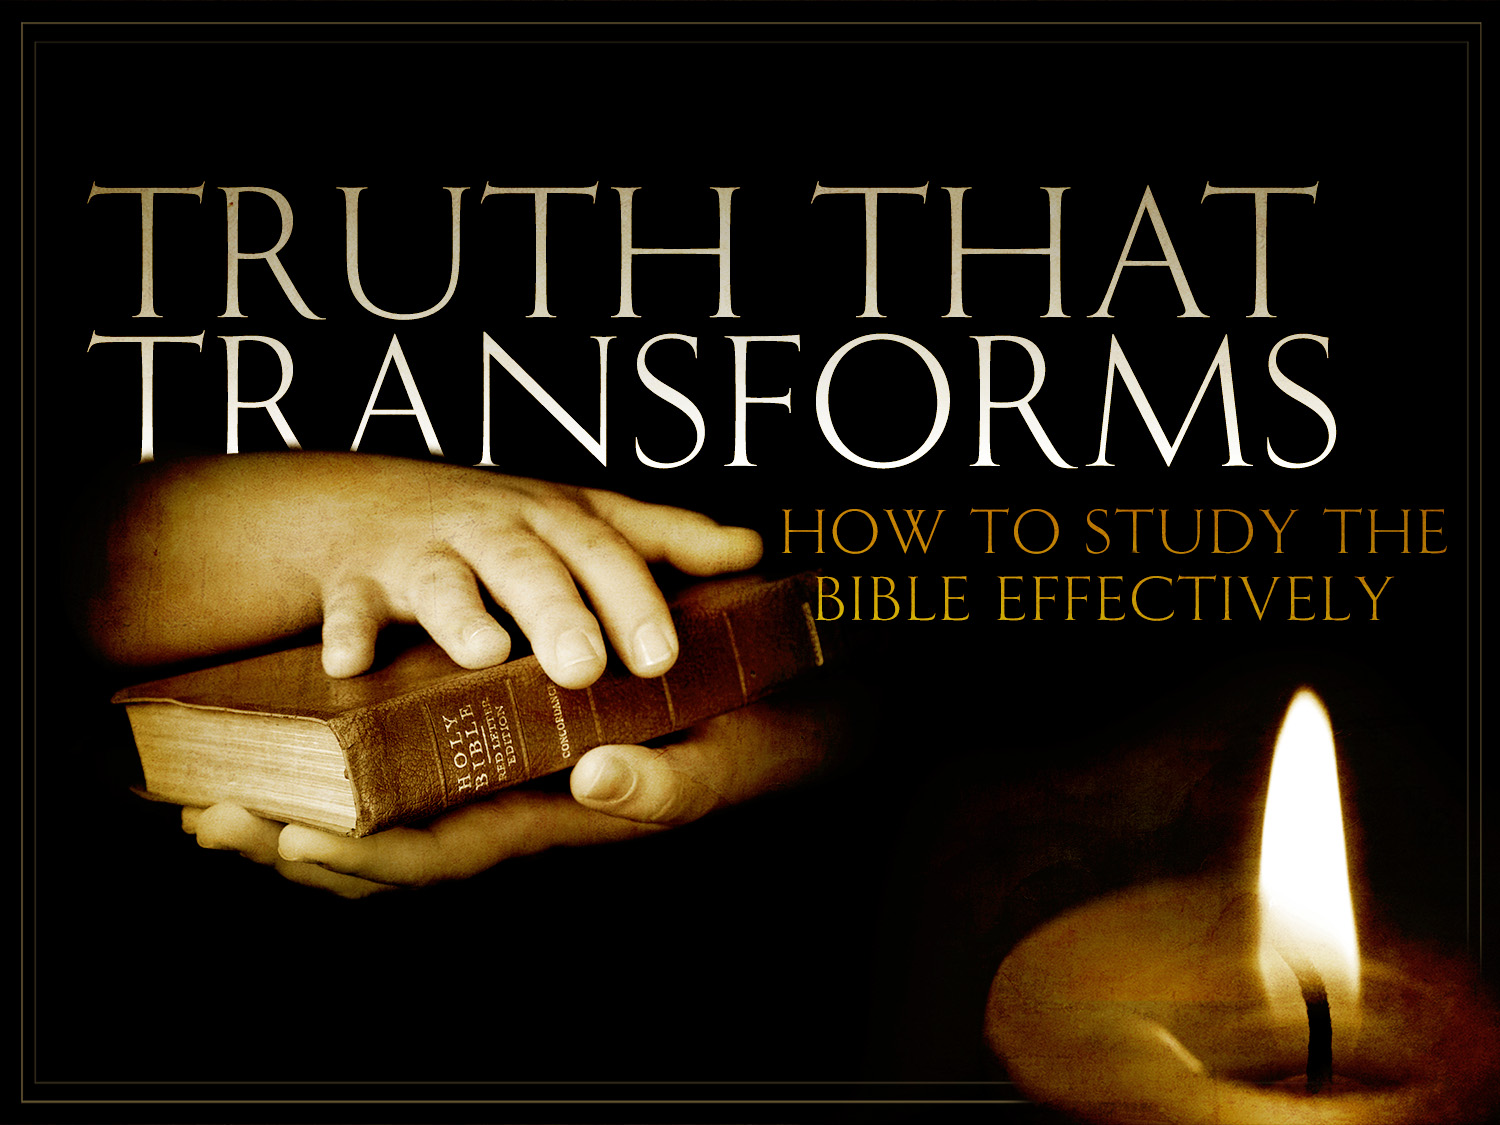 TRUTH THAT
TRANSFORMS
HOW TO STUDY THE
BIBLE EFFECTIVELY
HOLY
BIBLE
RED LETTER
EDITION
CONCORDANCE